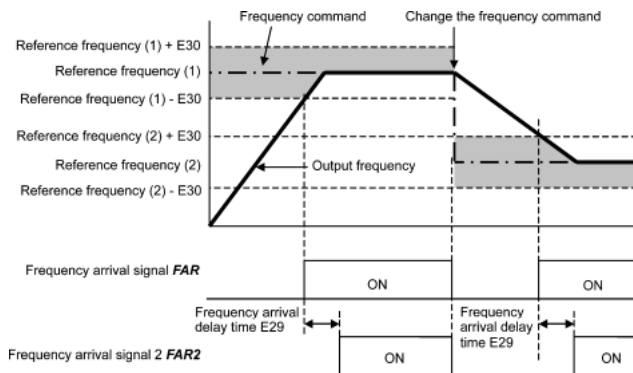 Frequency command
Change the frequency command
Reference frequency (1) + E30
Reference frequency (1)
Reference frequency (1) - E30
Reference frequency (2) + E30
Reference frequency (2)
Output frequency
Reference frequency (2) - E30
Frequency arrival signal FAR
ON
ON
Frequency arrival
delay time E29
Frequency
arrival delay
time E29
Frequency arrival signal 2 FAR2
ON
ON